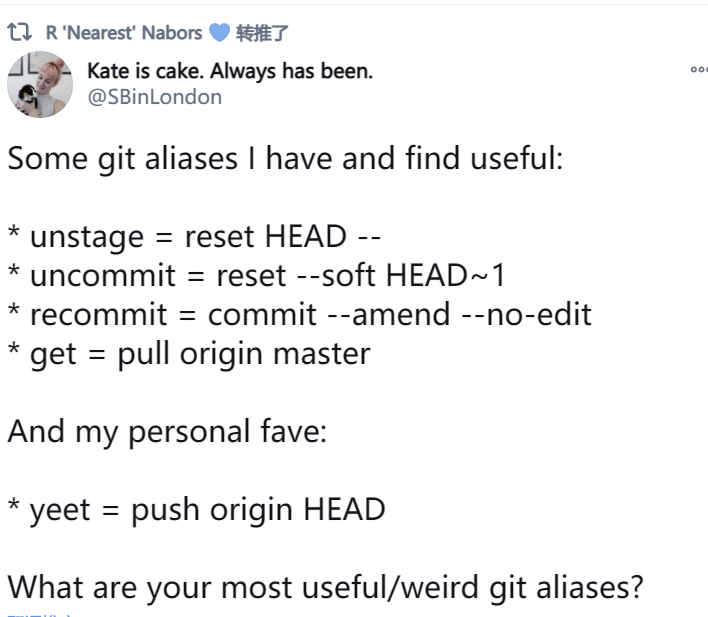 R 'Nearest' Nabors 💙 转推了
Kate is cake. Always has been.
@SBinLondon
Some git aliases I have and find useful:
* unstage = reset HEAD --
* uncommit = reset --soft HEAD~1
* recommit = commit --amend --no-edit
* get = pull origin master
And my personal fave:
* yeet = push origin HEAD
What are your most useful/weird git aliases?